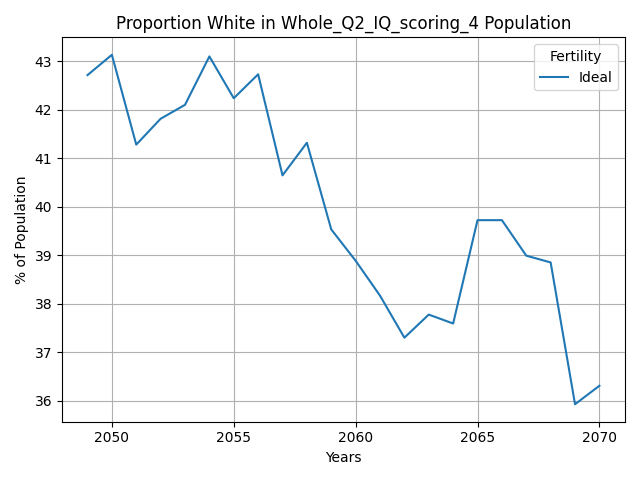 Proportion White in Whole_Q2_IQ_scoring_4 Population
Fertility
Ideal
% of Population
43
42
41
40
39
38
37
36
2050 2055 2060 2065 2070
Years